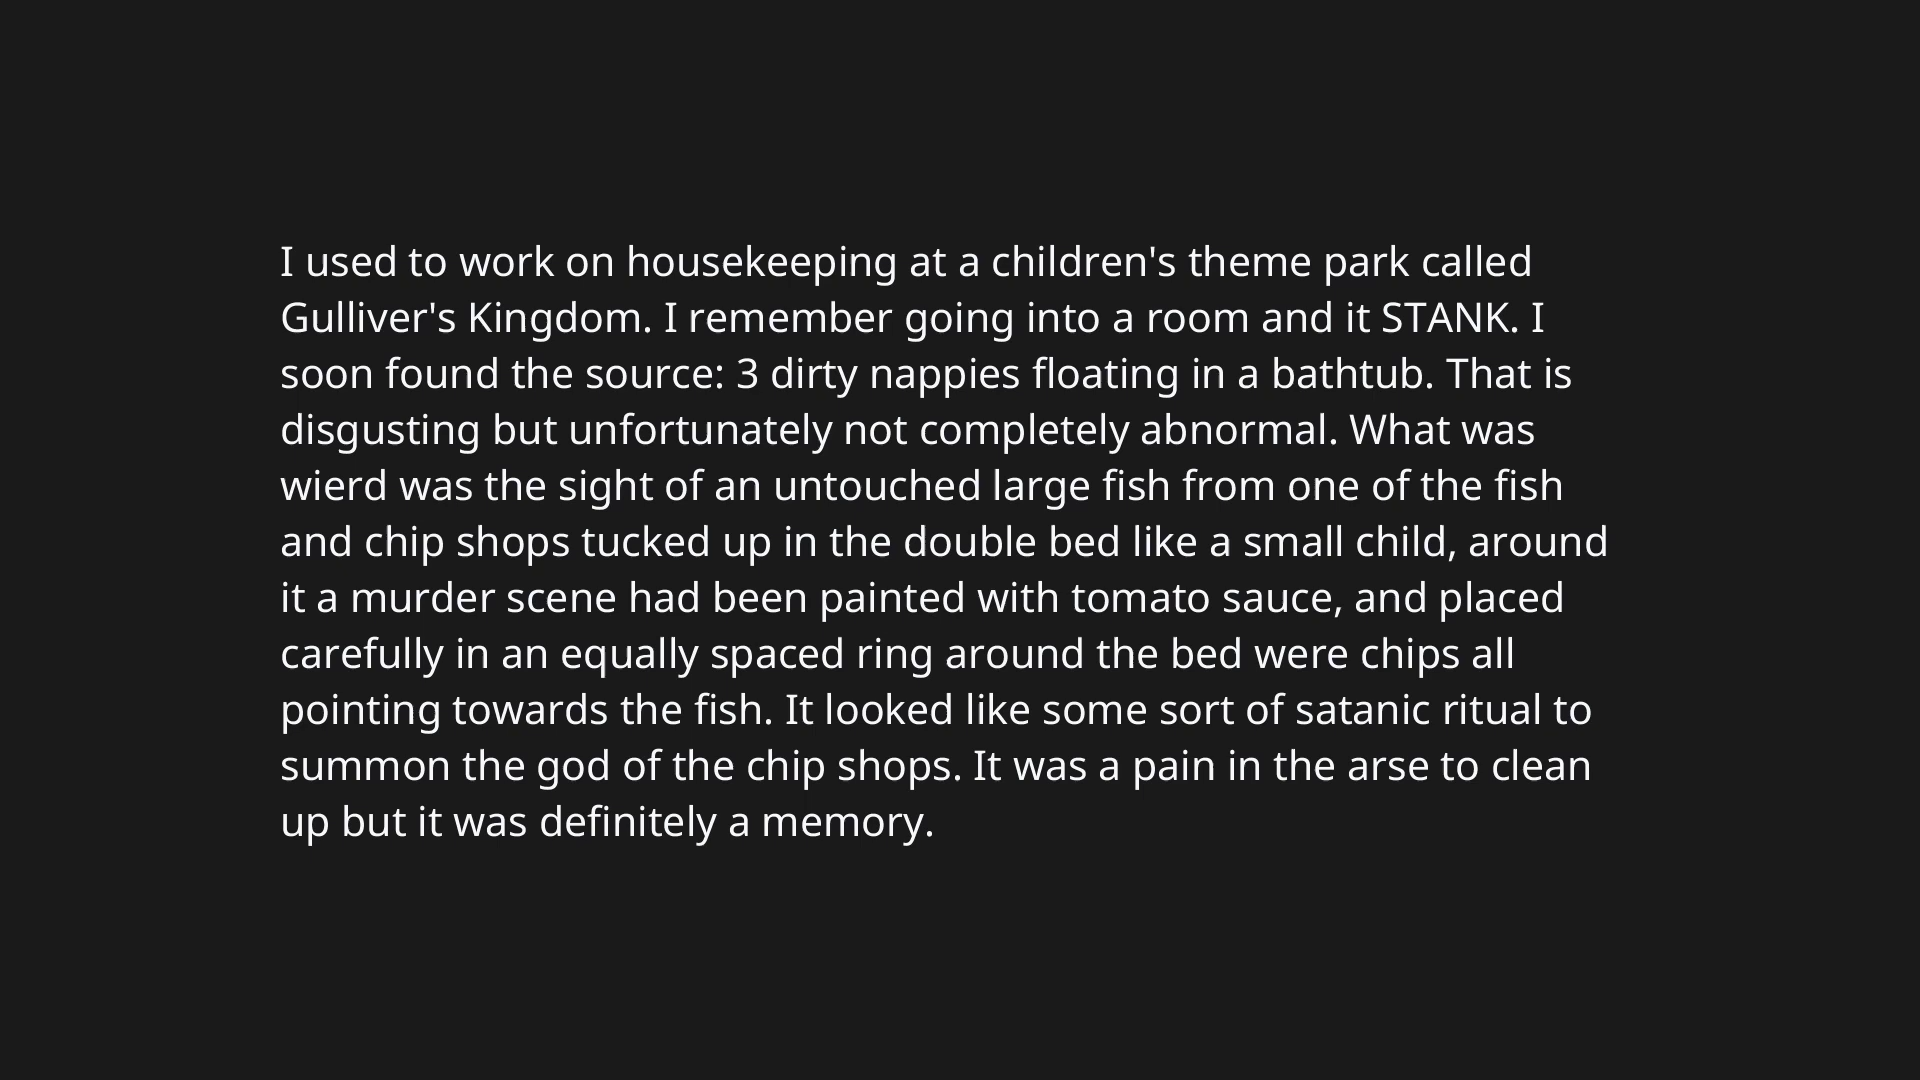 I used to work on housekeeping at a children's theme park called
Gulliver's Kingdom. I remember going into a room and it STANK. I
soon found the source: 3 dirty nappies floating in a bathtub. That is
disgusting but unfortunately not completely abnormal. What was
wierd was the sight of an untouched large fish from one of the fish
and chip shops tucked up in the double bed like a small child, around
it a murder scene had been painted with tomato sauce, and placed
carefully in an equally spaced ring around the bed were chips all
pointing towards the fish. It looked like some sort of satanic ritual to
summon the god of the chip shops. It was a pain in the arse to clean
up but it was definitely a memory.